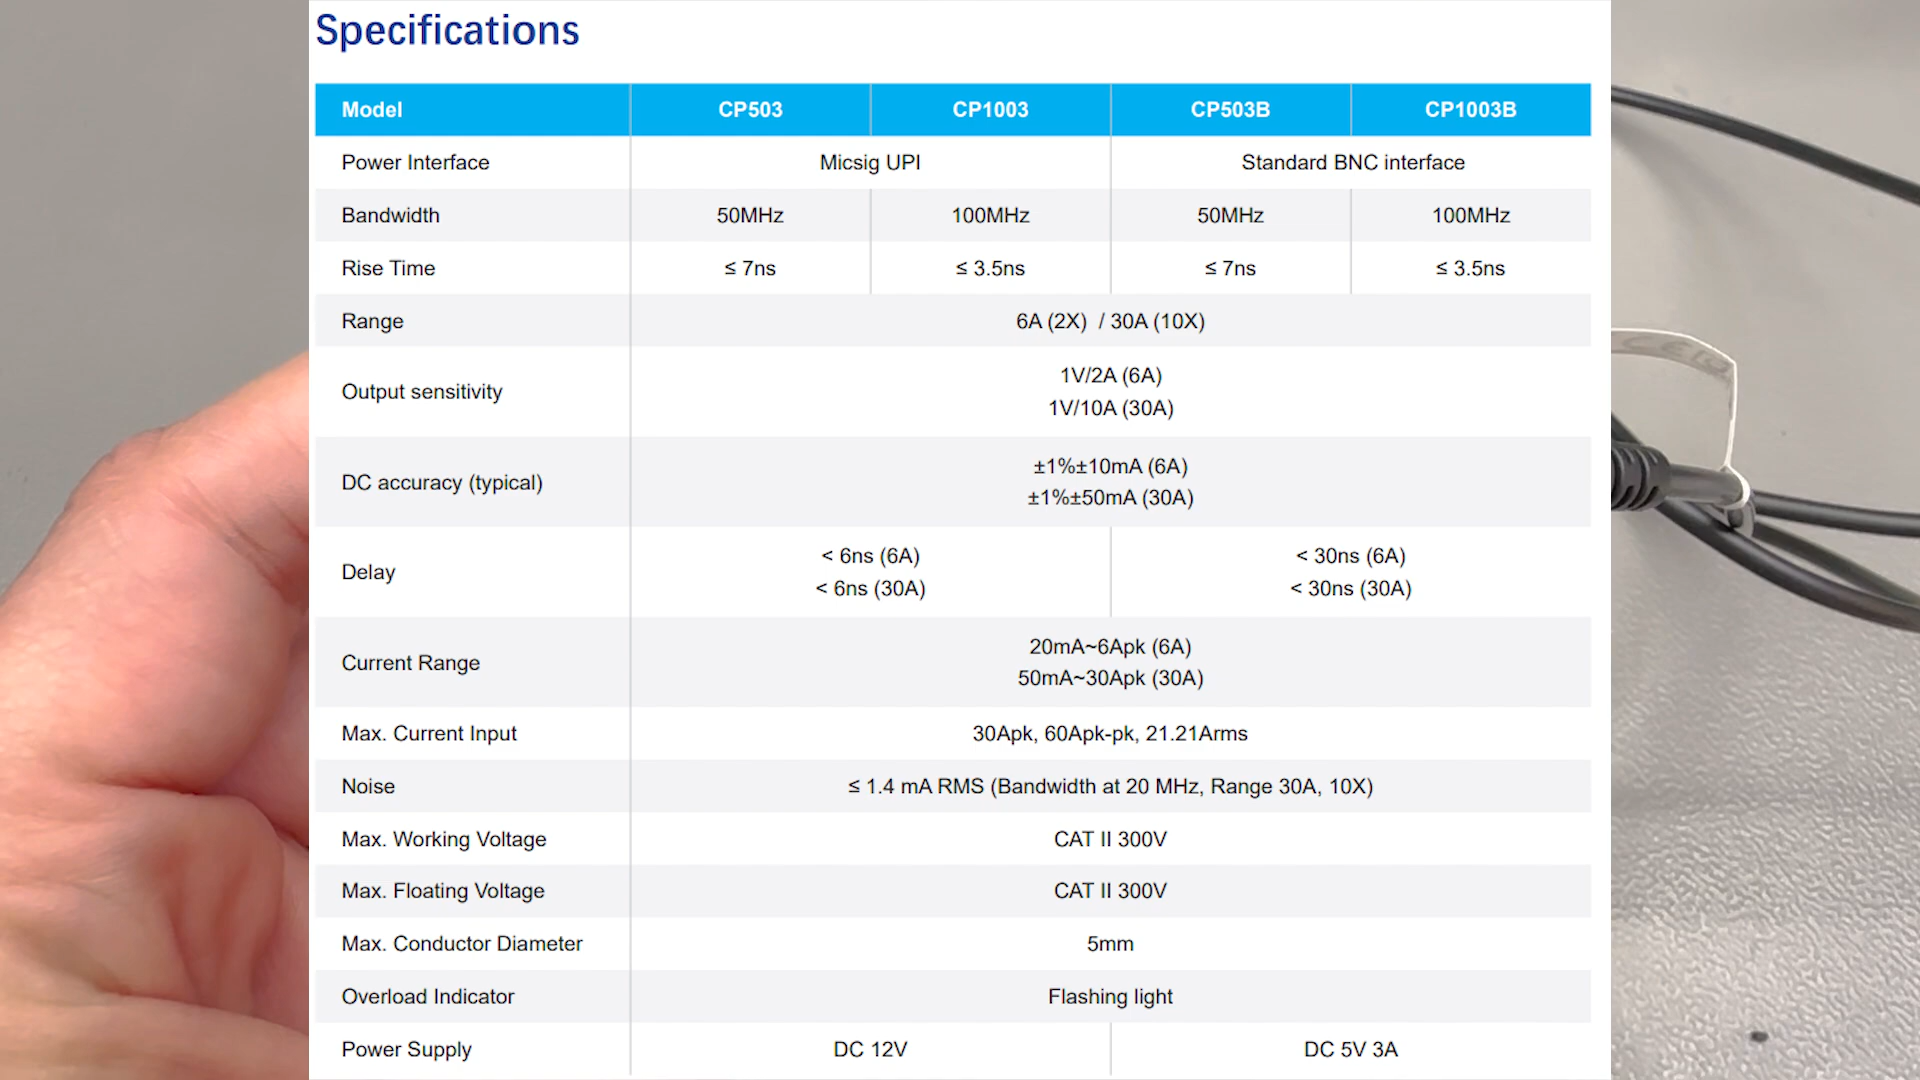 Specifications
Model CP503 CP1003 CP503B CP1003B
Power Interface Micsig UPI Standard BNC interface
Bandwidth 50MHz 100MHz 50MHz 100MHz
Rise Time ≤ 7ns ≤ 3.5ns ≤ 7ns ≤ 3.5ns
Range 6A (2X) / 30A (10X)
Output sensitivity
1V/2A (6A)
1V/10A (30A)
DC accuracy (typical)
±1%±10mA (6A)
±1%±50mA (30A)
Delay
< 6ns (6A)
< 6ns (30A)
< 30ns (6A)
< 30ns (30A)
Current Range
20mA~6Apk (6A)
50mA~30Apk (30A)
Max. Current Input 30Apk, 60Apk-pk, 21.21Arms
Noise ≤ 1.4 mA RMS (Bandwidth at 20 MHz, Range 30A, 10X)
Max. Working Voltage CAT II 300V
Max. Floating Voltage CAT II 300V
Max. Conductor Diameter 5mm
Overload Indicator Flashing light
Power Supply DC 12V DC 5V 3A